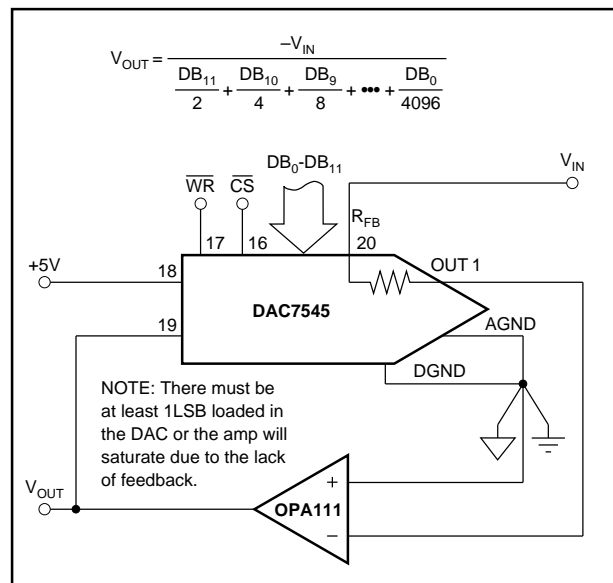 V_OUT = –V_IN / (DB_11/2 + DB_10/4 + DB_9/8 + ••• + DB_0/4096)
WR CS DB_0-DB_11 V_IN
R_FB
17 16 20
OUT 1
+5V 18
DAC7545
19 AGND
DGND
NOTE: There must be
at least 1LSB loaded in
the DAC or the amp will
saturate due to the lack
of feedback.
V_OUT
+
OPA111
–